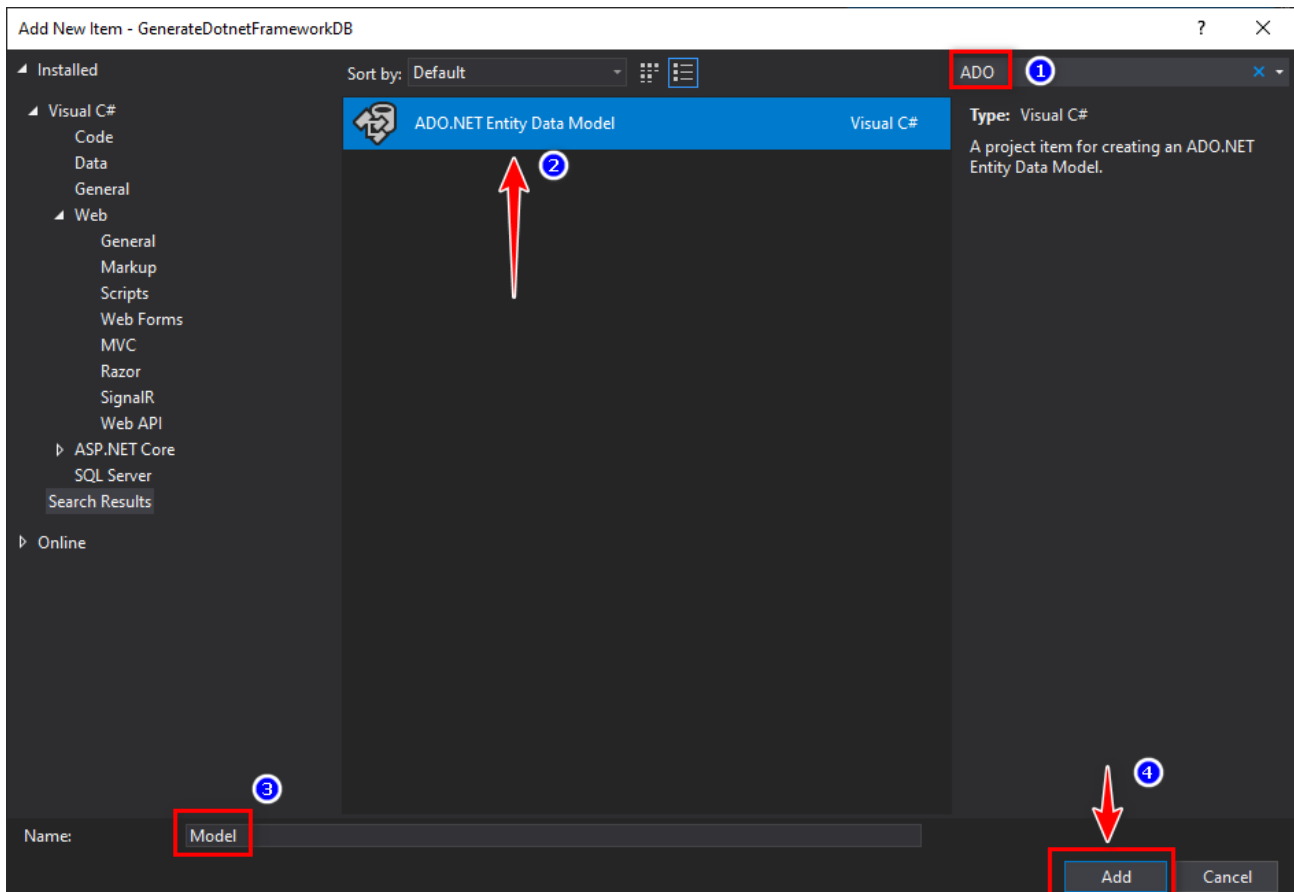 Add New Item - GenerateDotnetFrameworkDB
?
Installed
Sort by: Default
ADO
1
Visual C#
Code
Data
General
Web
General
Markup
Scripts
Web Forms
MVC
Razor
SignalR
Web API
ASP.NET Core
SQL Server
Search Results
Online
ADO.NET Entity Data Model Visual C#
2
Type: Visual C#
A project item for creating an ADO.NET
Entity Data Model.
3
4
Name: Model
Add Cancel